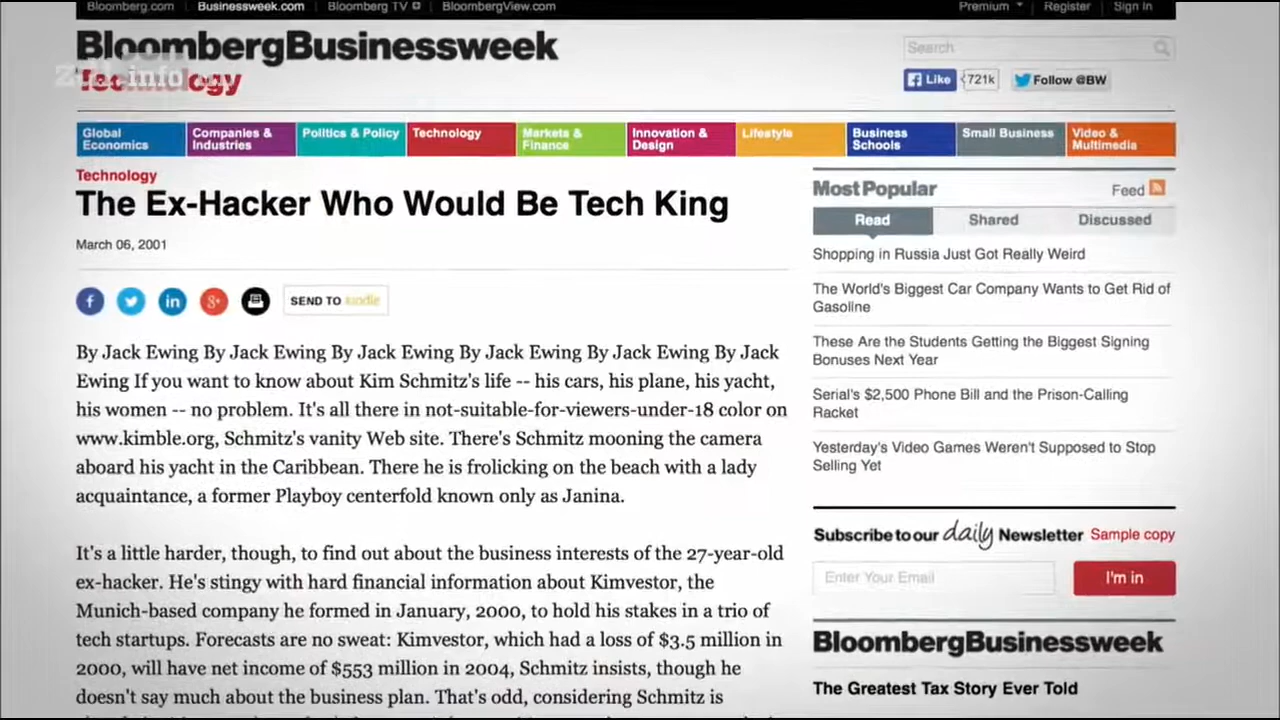 Bloomberg.com Businessweek.com Bloomberg TV BloombergView.com Premium Register Sign In
BloombergBusinessweek
Technology
Search
Like 721k Follow @BW
Global Economics
Companies & Industries
Politics & Policy
Technology
Markets & Finance
Innovation & Design
Lifestyle
Business Schools
Small Business
Video & Multimedia
Technology
The Ex-Hacker Who Would Be Tech King
March 06, 2001
SEND TO kindle
By Jack Ewing By Jack Ewing By Jack Ewing By Jack Ewing By Jack Ewing By Jack
Ewing If you want to know about Kim Schmitz's life -- his cars, his plane, his yacht,
his women -- no problem. It's all there in not-suitable-for-viewers-under-18 color on
www.kimble.org, Schmitz's vanity Web site. There's Schmitz mooning the camera
aboard his yacht in the Caribbean. There he is frolicking on the beach with a lady
acquaintance, a former Playboy centerfold known only as Janina.
It's a little harder, though, to find out about the business interests of the 27-year-old
ex-hacker. He's stingy with hard financial information about Kimvestor, the
Munich-based company he formed in January, 2000, to hold his stakes in a trio of
tech startups. Forecasts are no sweat: Kimvestor, which had a loss of $3.5 million in
2000, will have net income of $553 million in 2004, Schmitz insists, though he
doesn't say much about the business plan. That's odd, considering Schmitz is
Most Popular
Feed
Read Shared Discussed
Shopping in Russia Just Got Really Weird
The World's Biggest Car Company Wants to Get Rid of
Gasoline
These Are the Students Getting the Biggest Signing
Bonuses Next Year
Serial's $2,500 Phone Bill and the Prison-Calling
Racket
Yesterday's Video Games Weren't Supposed to Stop
Selling Yet
Subscribe to our daily Newsletter Sample copy
Enter Your Email I'm in
BloombergBusinessweek
The Greatest Tax Story Ever Told